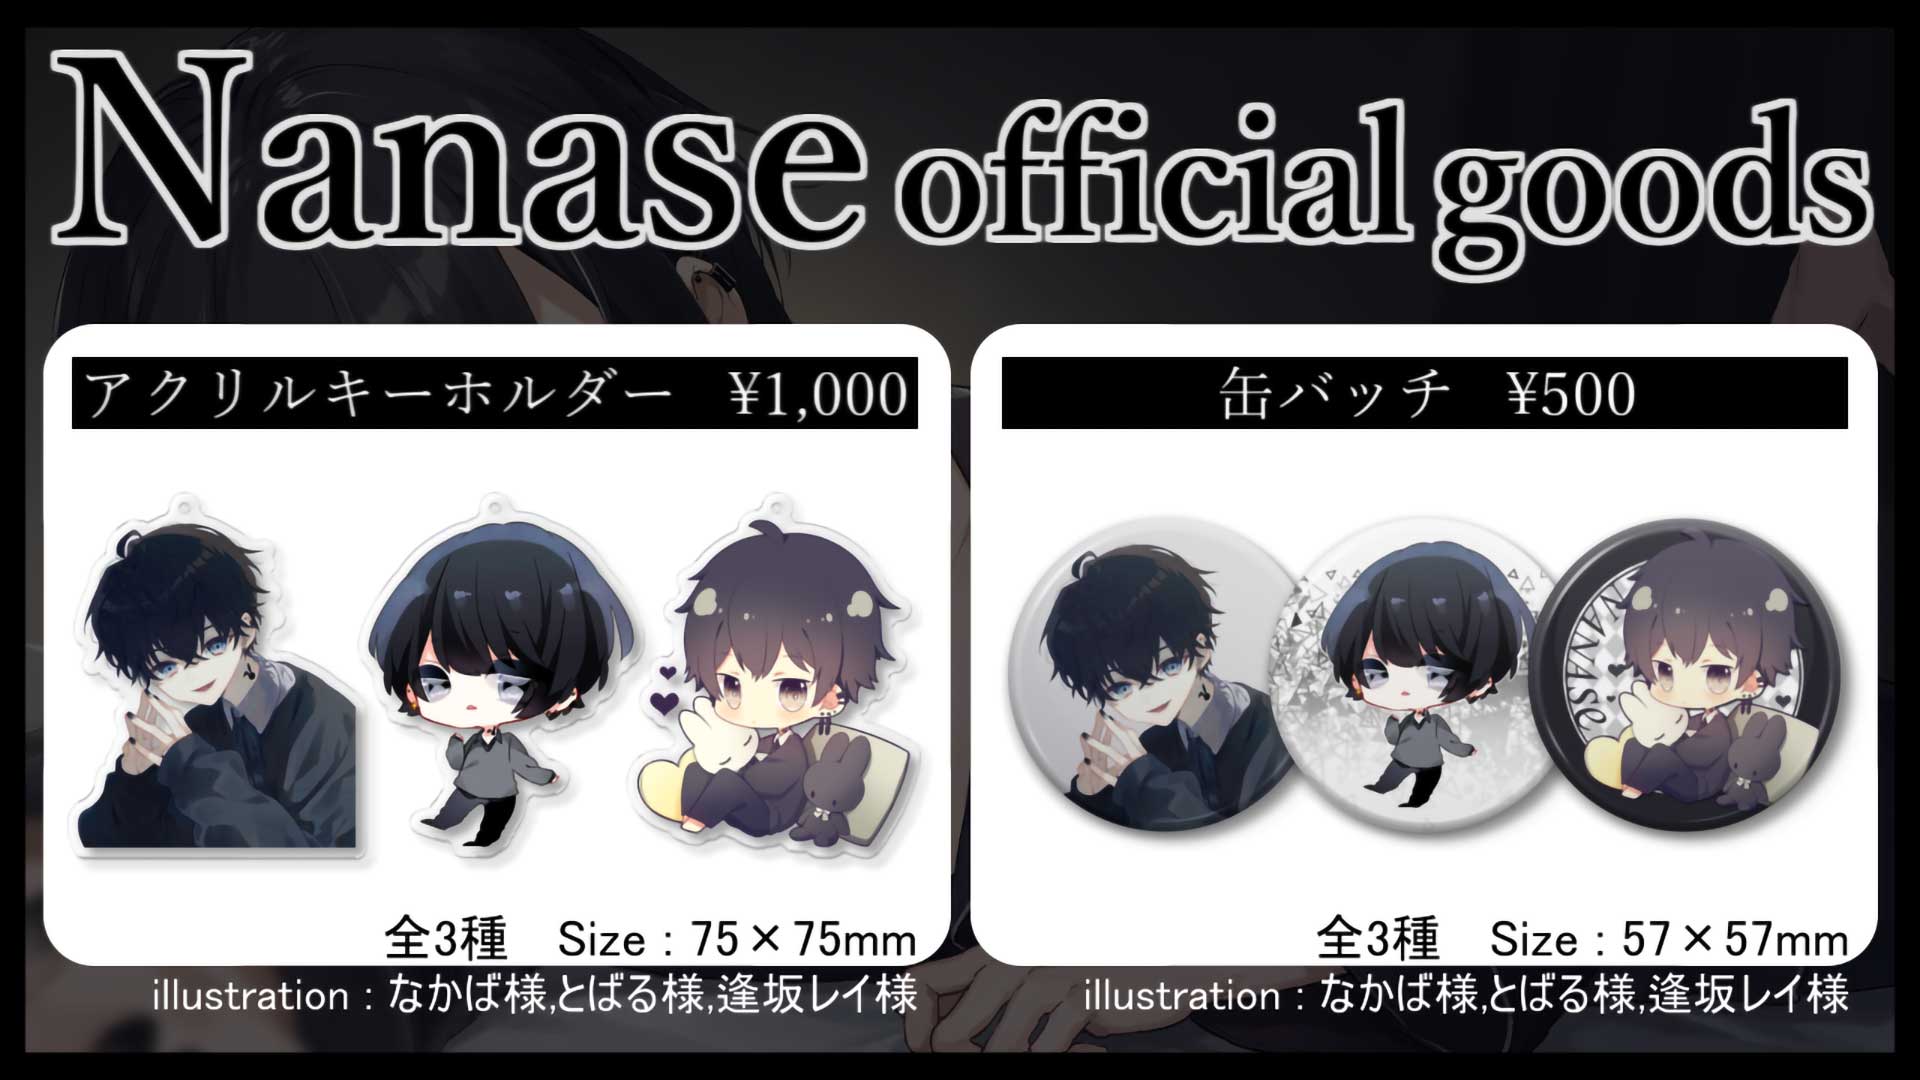 Nanase official goods
アクリルキーホルダー　¥1,000
全3種　Size : 75×75mm
illustration : なかば様,とばる様,逢坂レイ様
缶バッチ　¥500
NANASE
全3種　Size : 57×57mm
illustration : なかば様,とばる様,逢坂レイ様